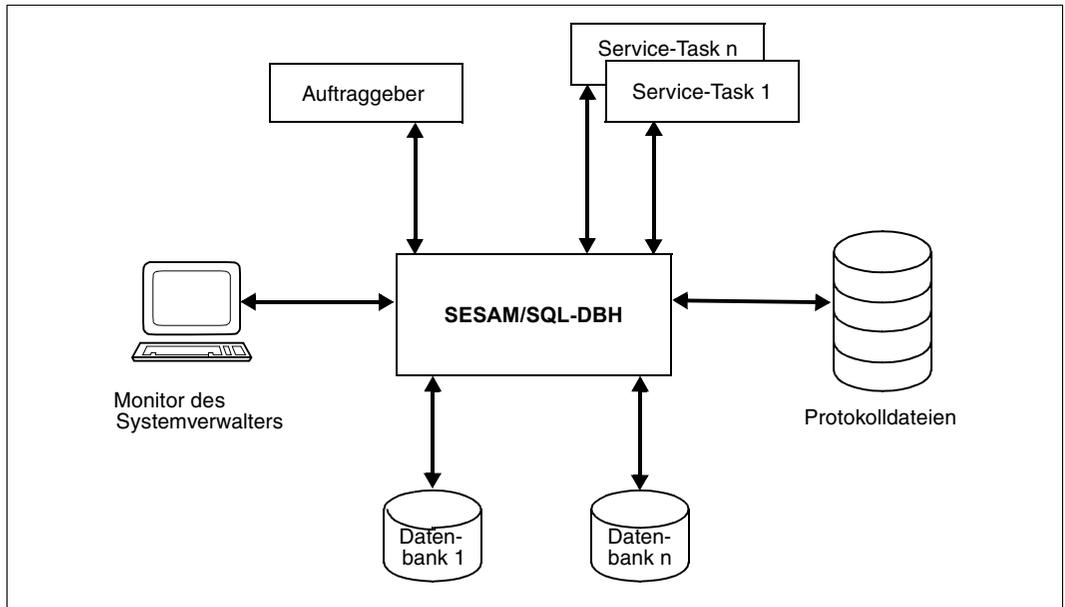 Service-Task n
Auftraggeber
Service-Task 1
SESAM/SQL-DBH
Monitor des
Systemverwalters
Protokolldateien
Daten-
bank 1
Daten-
bank n